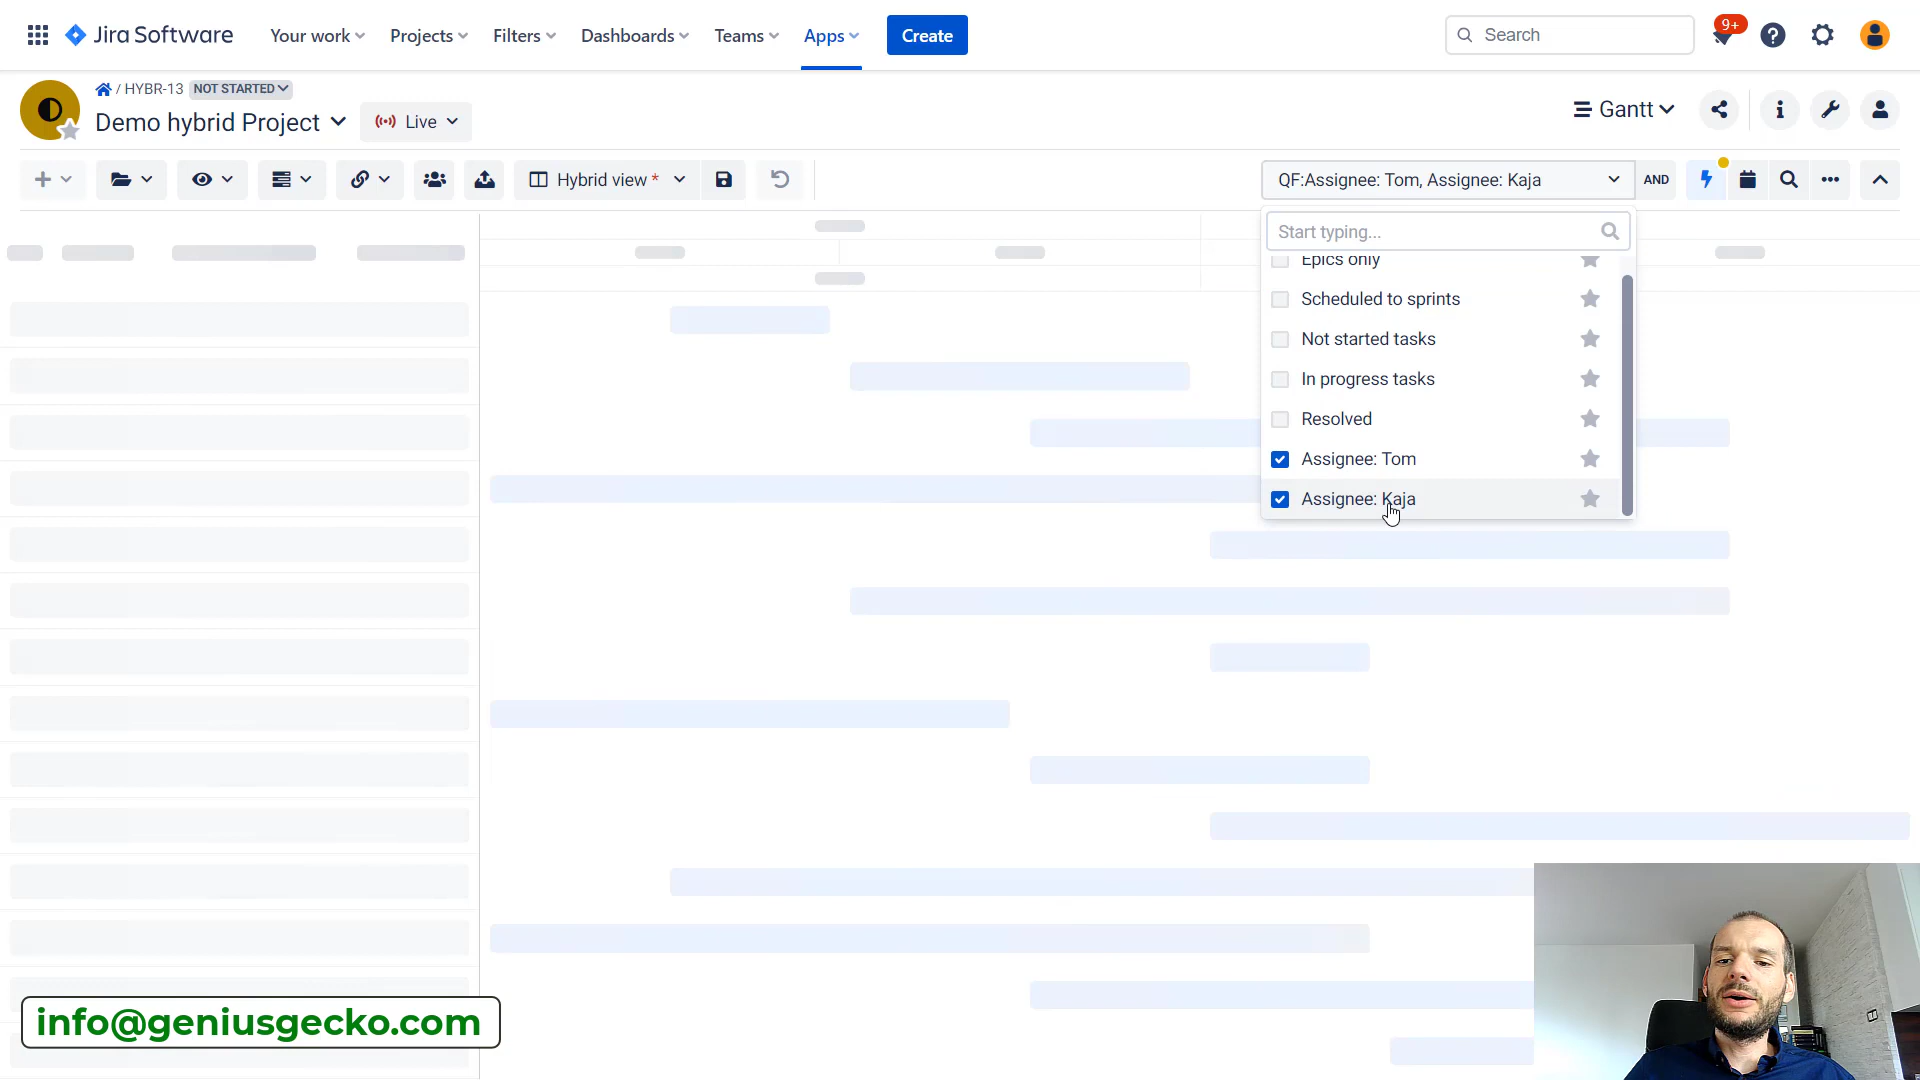 Jira Software Your work Projects Filters Dashboards Teams Apps Create Search 9+
/ HYBR-13 NOT STARTED
Demo hybrid Project Live Gantt
Hybrid view * QF:Assignee: Tom, Assignee: Kaja AND
Start typing...
Epics only
Scheduled to sprints
Not started tasks
In progress tasks
Resolved
Assignee: Tom
Assignee: Kaja
info@geniusgecko.com